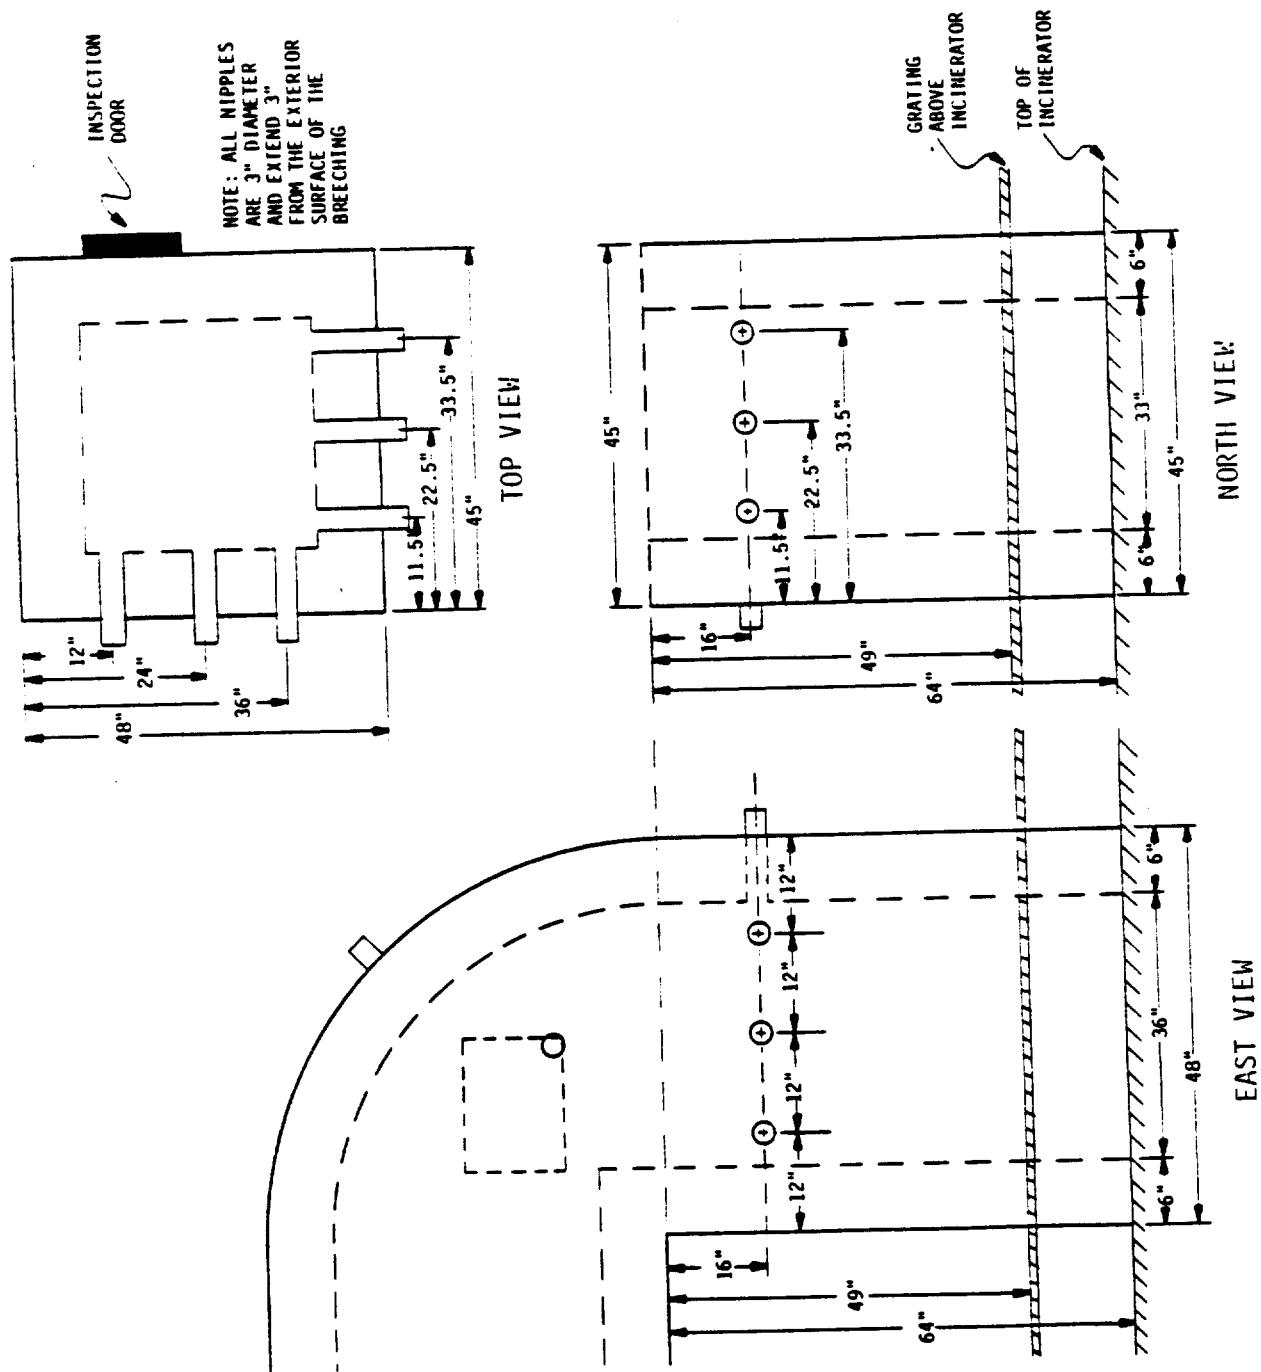 INSPECTION
DOOR
NOTE: ALL NIPPLES
ARE 3" DIAMETER
AND EXTEND 3"
FROM THE EXTERIOR
SURFACE OF THE
BREECHING
12"
24"
36"
48"
11.5"
22.5"
33.5"
45"
TOP VIEW
GRATING
ABOVE
INCINERATOR
TOP OF
INCINERATOR
45"
16"
49"
64"
11.5"
22.5"
33.5"
6"
33"
6"
45"
NORTH VIEW
12"
12"
12"
12"
16"
49"
64"
6"
36"
6"
48"
EAST VIEW